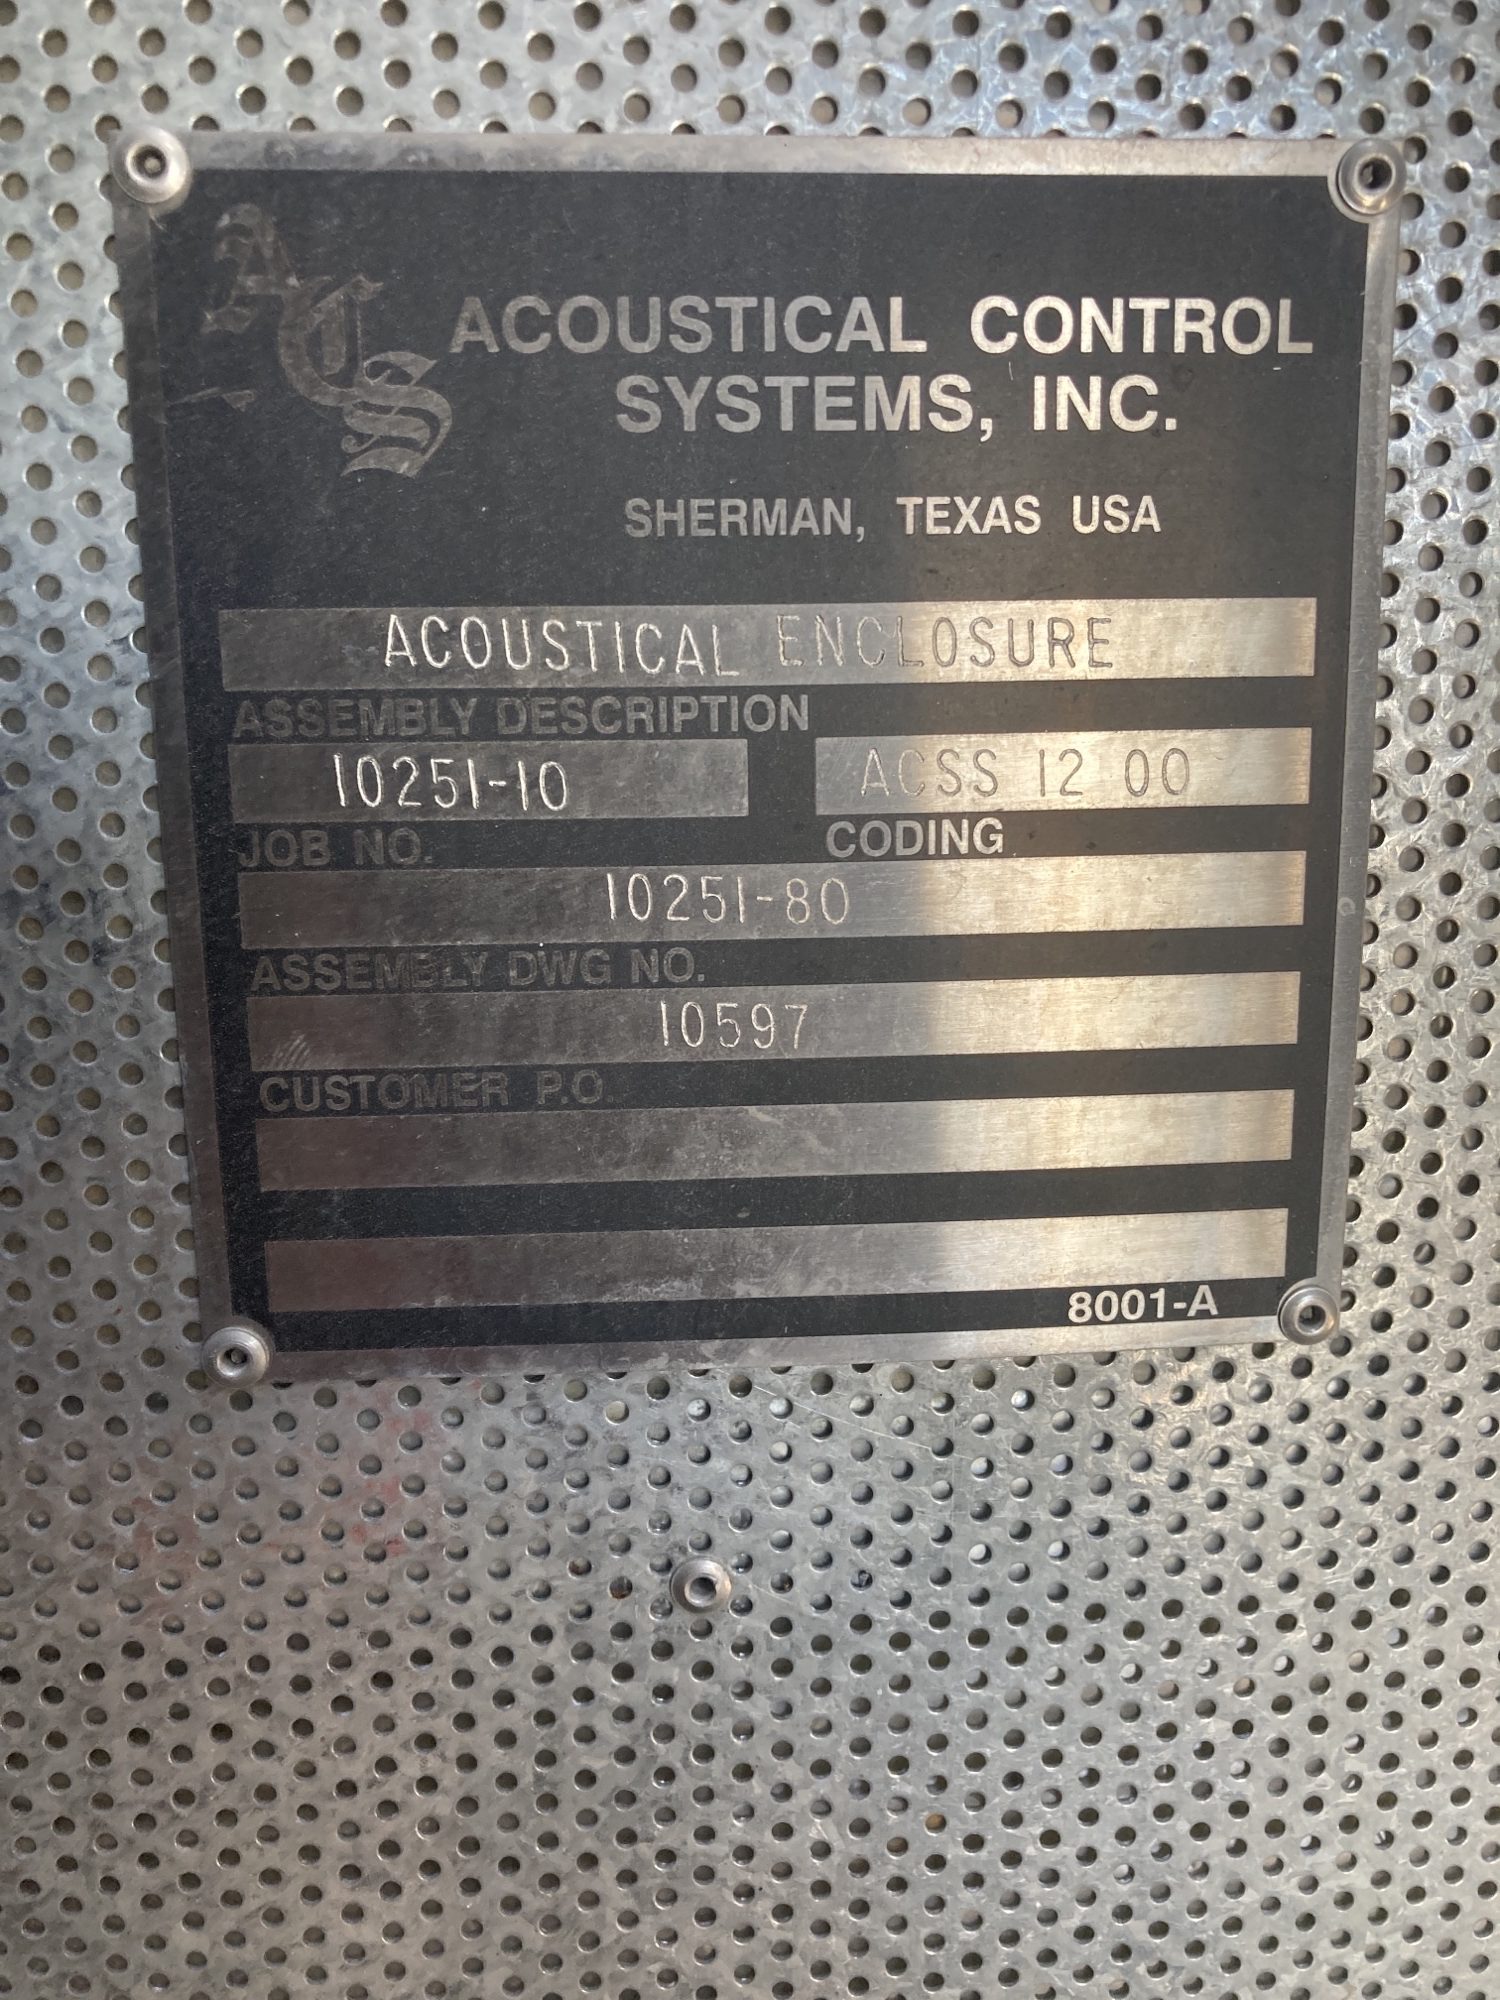 ACS
ACOUSTICAL CONTROL
SYSTEMS, INC.
SHERMAN, TEXAS USA
ACOUSTICAL ENCLOSURE
ASSEMBLY DESCRIPTION
10251-10 ACSS 12 00
JOB NO. CODING
10251-80
ASSEMBLY DWG NO.
10597
CUSTOMER P.O.
8001-A